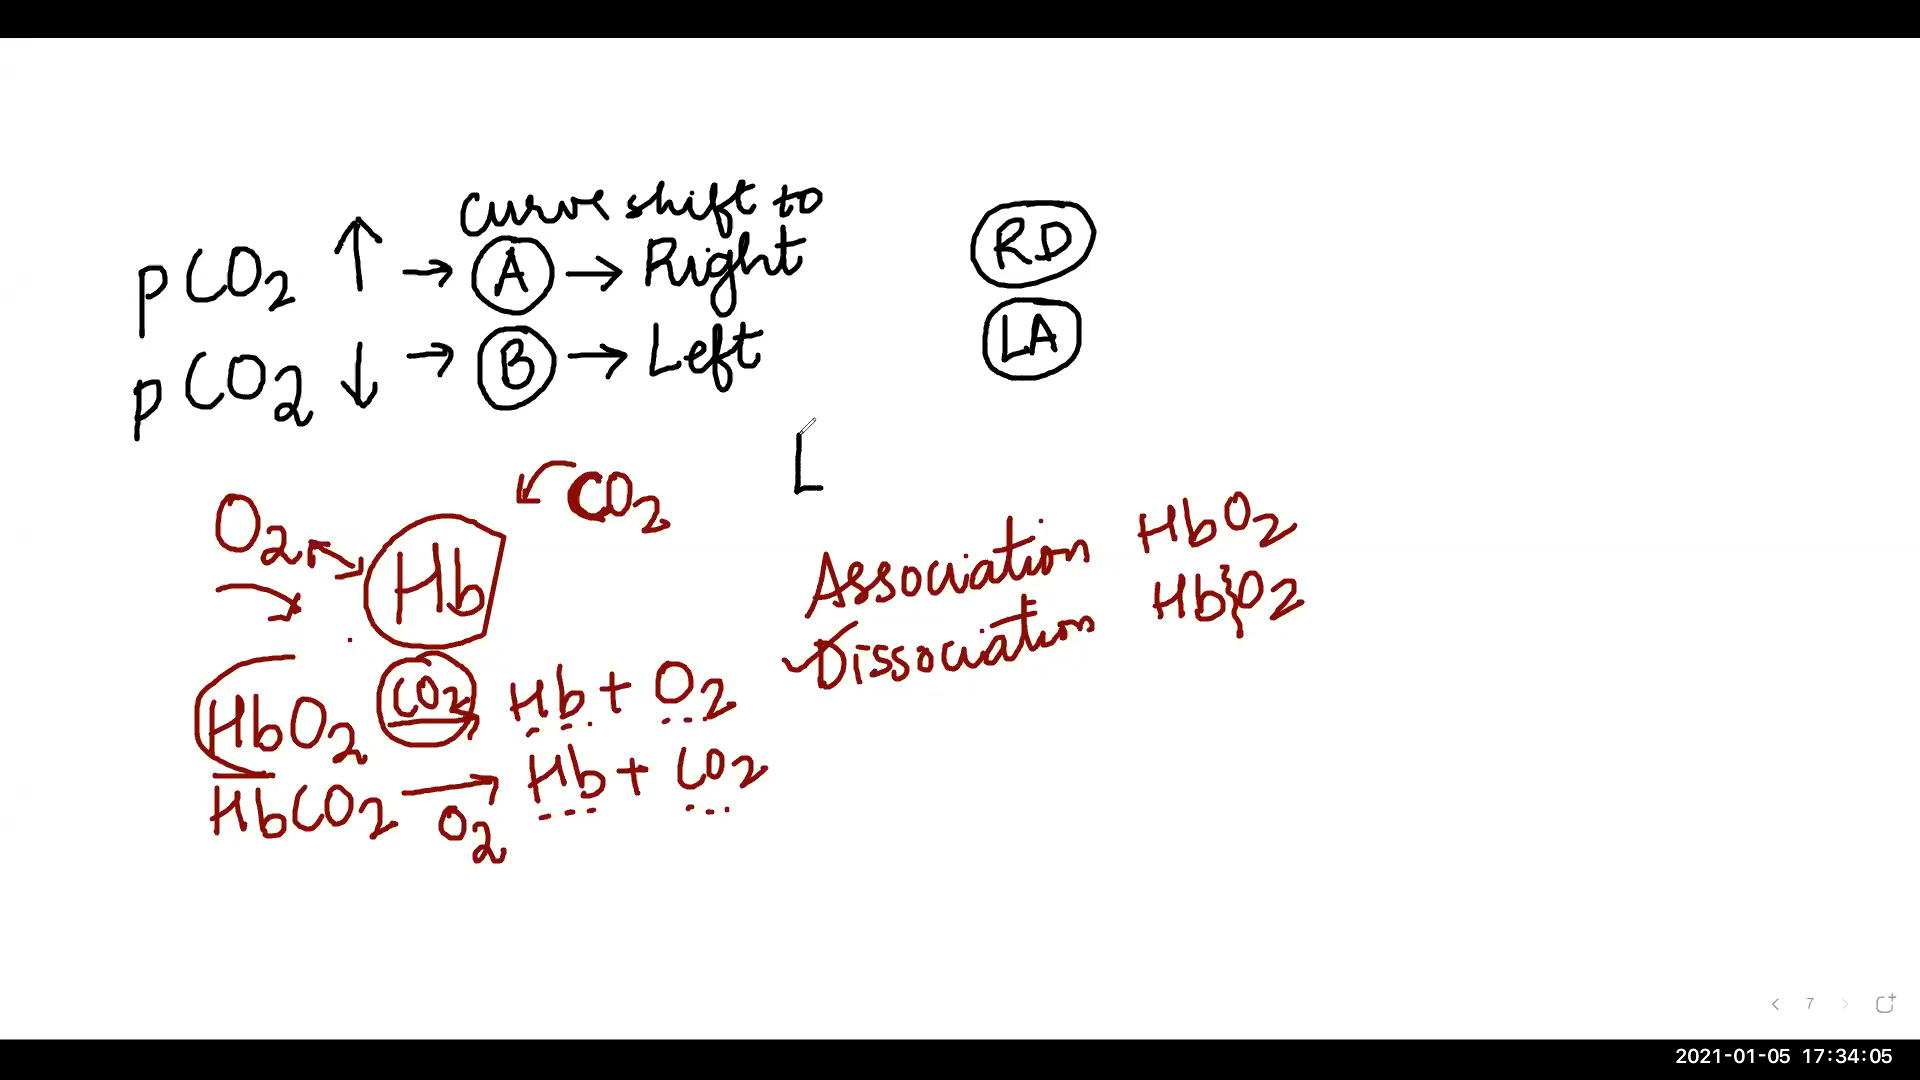 curve shift to
pCO2 ↑ → A → Right
pCO2 ↓ → B → Left
RD
LA
L
O2 Hb CO2
Association HbO2
Dissociation Hb O2
HbO2 CO2 → Hb + O2
HbCO2 → O2 Hb + CO2
< 7 >
2021-01-05 17:34:05